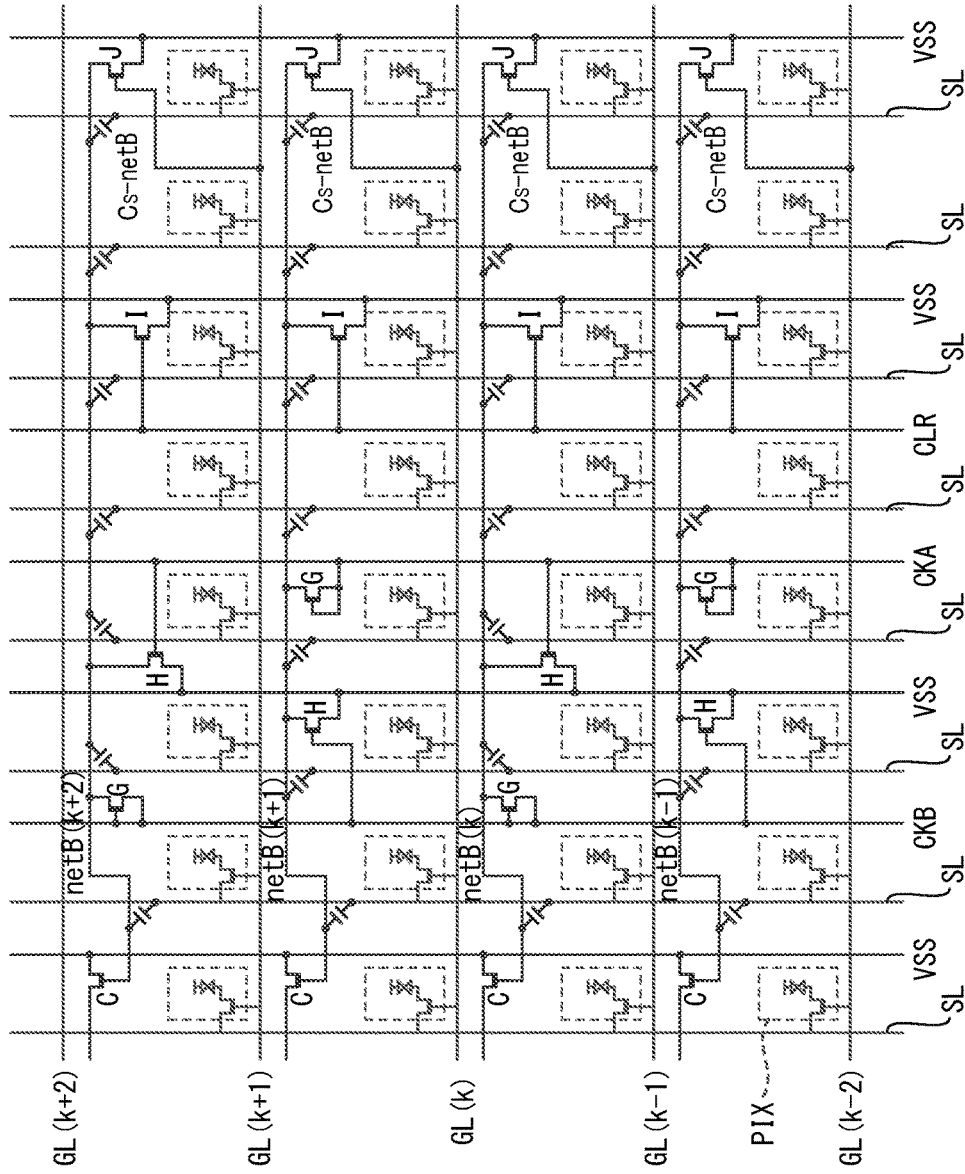 GL(k+2)
C
netB(k+2)
G
H
I
Cs-netB
J
GL(k+1)
C
netB(k+1)
H
G
I
Cs-netB
J
GL(k)
C
netB(k)
G
H
I
Cs-netB
J
GL(k-1)
C
netB(k-1)
H
G
I
Cs-netB
J
PIX
GL(k-2)
SL
VSS
SL
CKB
SL
VSS
SL
CKA
SL
CLR
SL
VSS
SL
SL
VSS